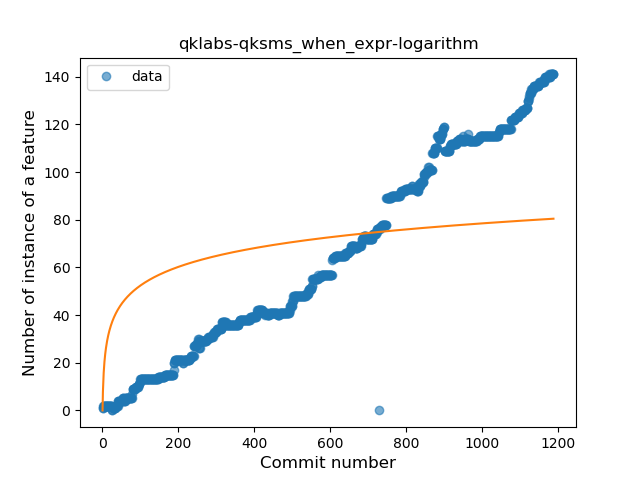 qklabs-qksms_when_expr-logarithm
data
Number of instance of a feature
140
120
100
80
60
40
20
0
0 200 400 600 800 1000 1200
Commit number